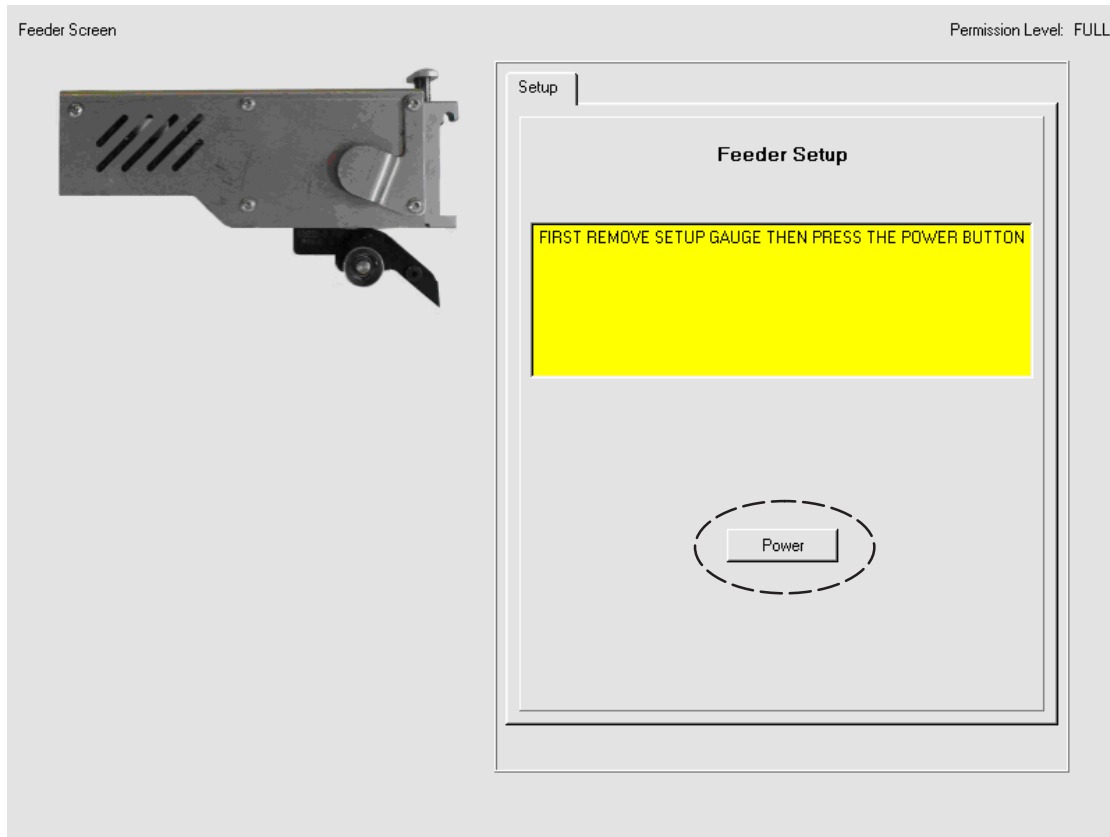 Feeder Screen
Permission Level: FULL
Setup
Feeder Setup
FIRST REMOVE SETUP GAUGE THEN PRESS THE POWER BUTTON
Power